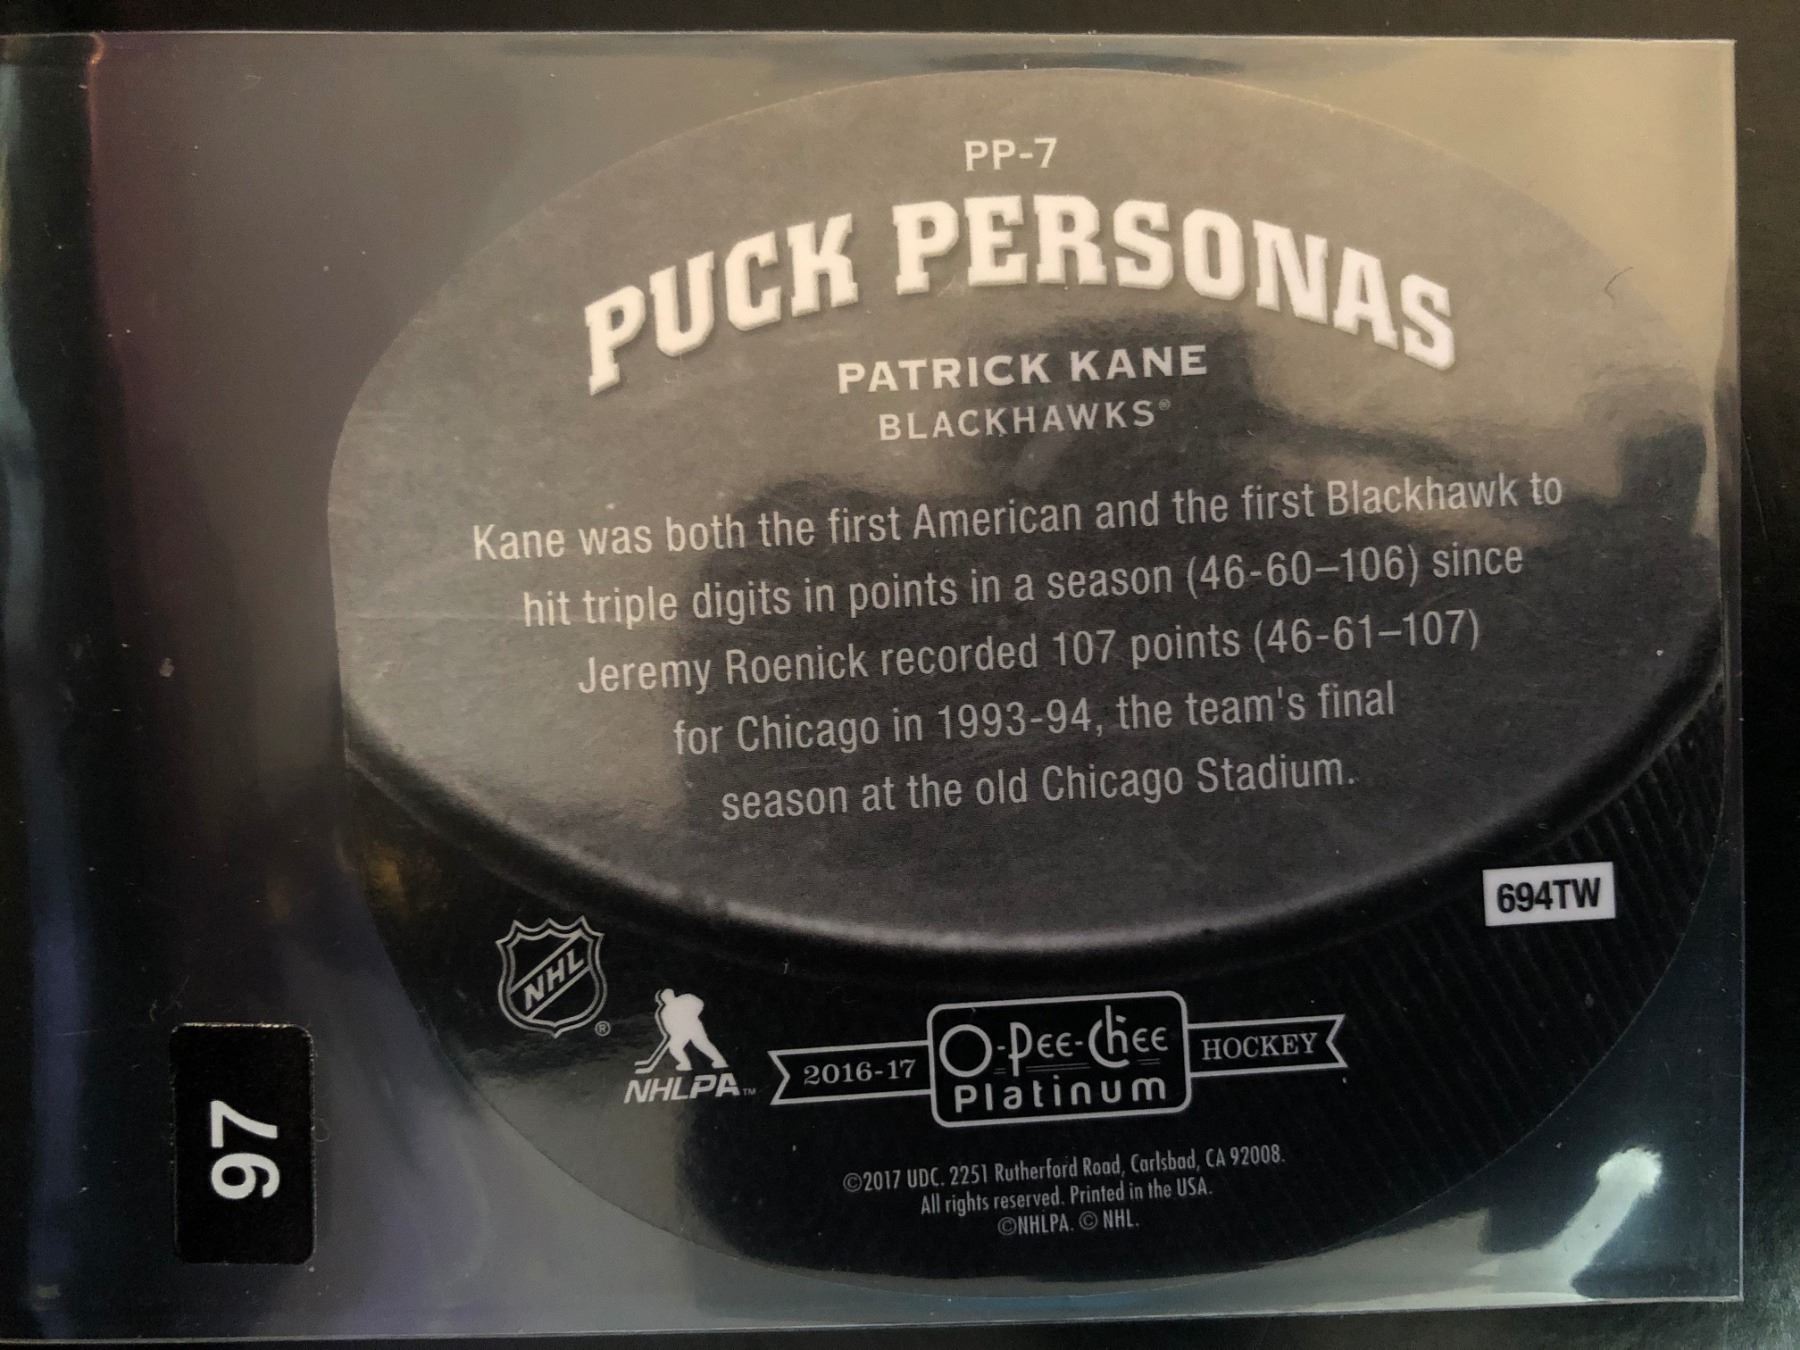 PP-7
PUCK PERSONAS
PATRICK KANE
BLACKHAWKS®
Kane was both the first American and the first Blackhawk to
hit triple digits in points in a season (46-60–106) since
Jeremy Roenick recorded 107 points (46-61–107)
for Chicago in 1993-94, the team's final
season at the old Chicago Stadium.
694TW
NHL ®
NHLPA™
2016-17 O-Pee-Chee Platinum HOCKEY
©2017 UDC. 2251 Rutherford Road, Carlsbad, CA 92008.
All rights reserved. Printed in the USA.
©NHLPA. © NHL.
97